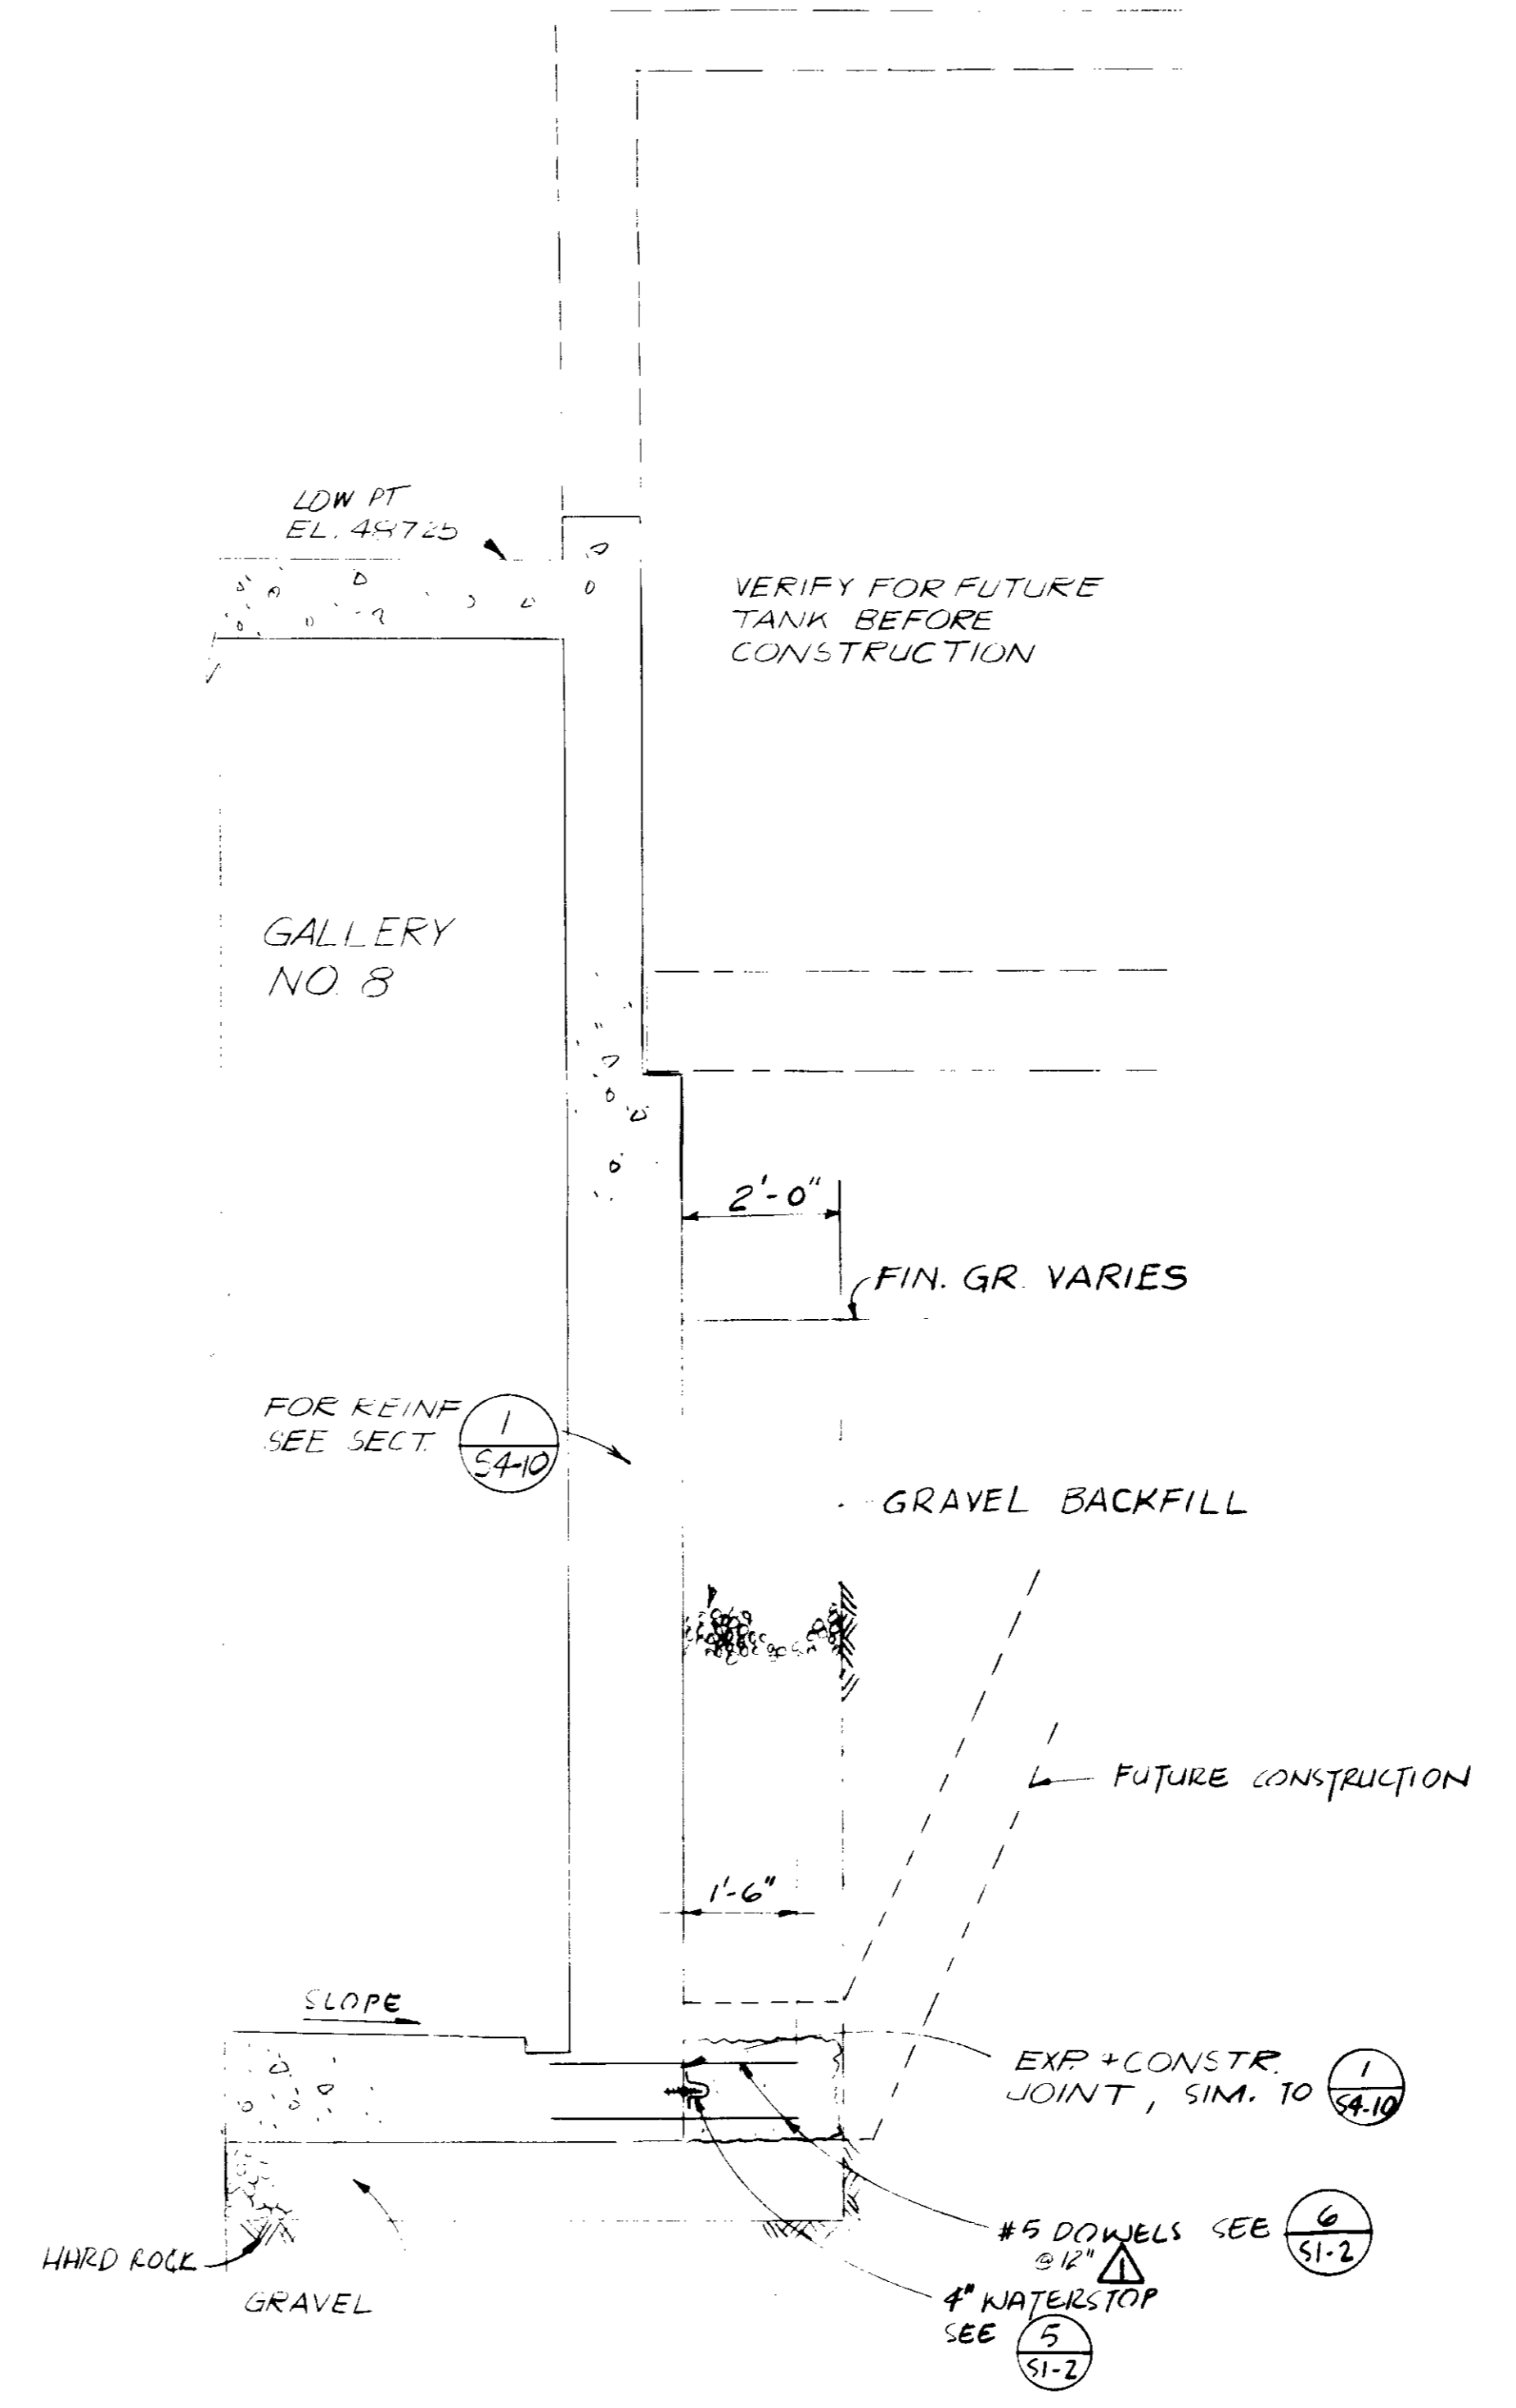 LOW PT
EL. 487.25
VERIFY FOR FUTURE
TANK BEFORE
CONSTRUCTION
GALLERY
NO. 8
2'-0"
FIN. GR. VARIES
FOR REINF
SEE SECT.
1
S4-10
GRAVEL BACKFILL
FUTURE CONSTRUCTION
1'-6"
SLOPE
EXP. + CONSTR.
JOINT, SIM. TO
1
S4-10
#5 DOWELS SEE
@ 12"
1
6
S1-2
HARD ROCK
GRAVEL
4" WATERSTOP
SEE
5
S1-2